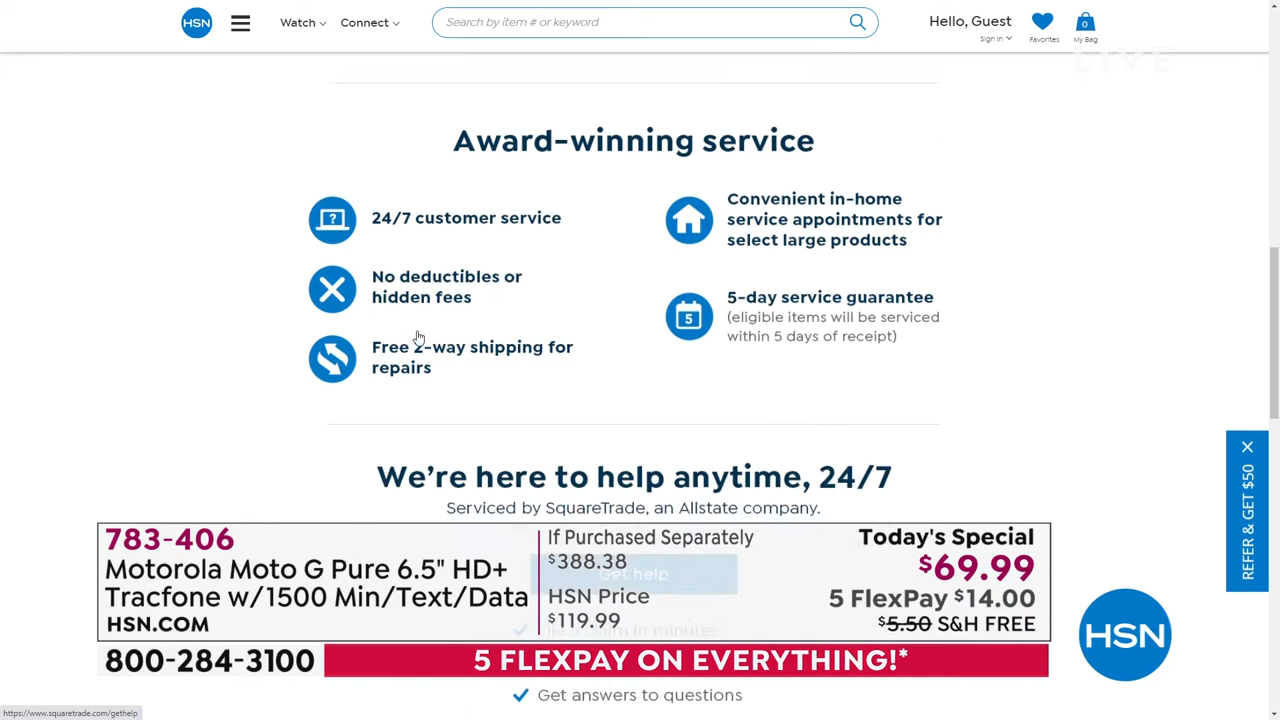 HSN
Watch
Connect
Search by item # or keyword
Hello, Guest
Sign In
Favorites
0
My Bag
LIVE
Award-winning service
?
24/7 customer service
No deductibles or
hidden fees
Free 2-way shipping for
repairs
Convenient in-home
service appointments for
select large products
5
5-day service guarantee
(eligible items will be serviced
within 5 days of receipt)
We're here to help anytime, 24/7
Serviced by SquareTrade, an Allstate company.
Get help
783-406
Motorola Moto G Pure 6.5" HD+
Tracfone w/1500 Min/Text/Data
HSN.COM
If Purchased Separately
$388.38
HSN Price
$119.99
Today's Special
$69.99
5 FlexPay $14.00
$5.50 S&H FREE
800-284-3100
5 FLEXPAY ON EVERYTHING!*
HSN
Get answers to questions
REFER & GET $50
https://www.squaretrade.com/gethelp